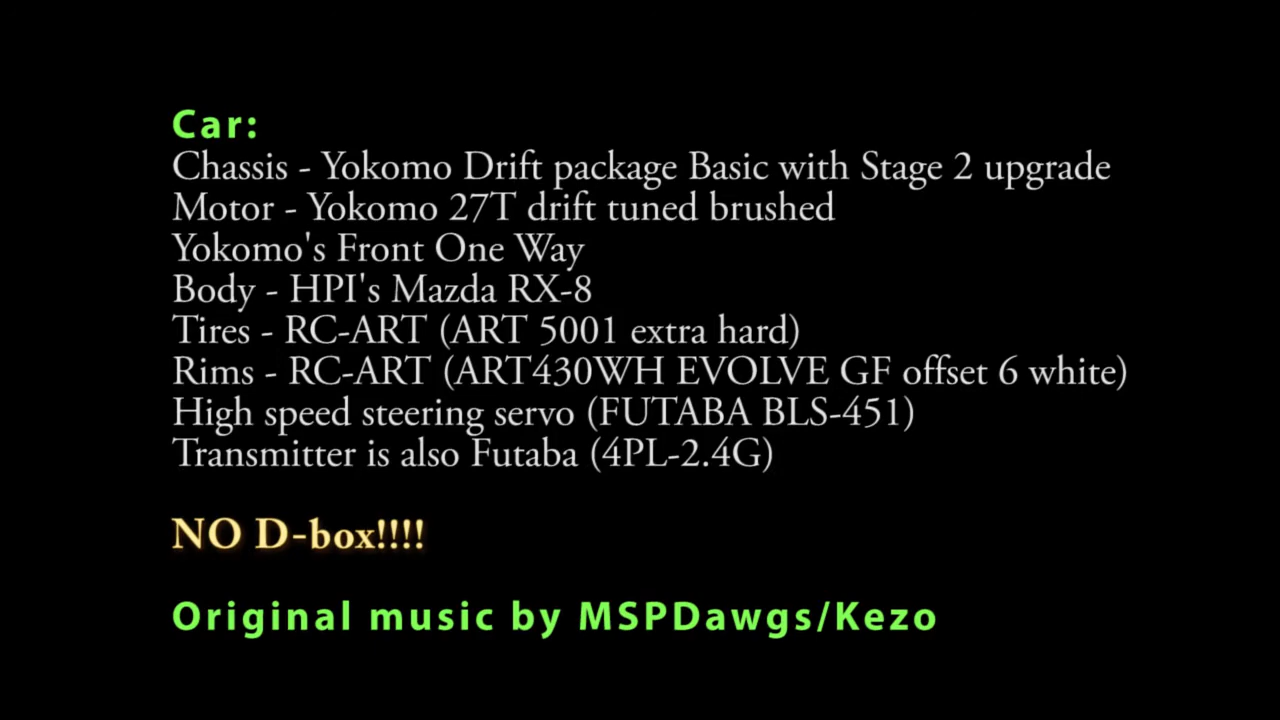 Car:
Chassis - Yokomo Drift package Basic with Stage 2 upgrade
Motor - Yokomo 27T drift tuned brushed
Yokomo's Front One Way
Body - HPI's Mazda RX-8
Tires - RC-ART (ART 5001 extra hard)
Rims - RC-ART (ART430WH EVOLVE GF offset 6 white)
High speed steering servo (FUTABA BLS-451)
Transmitter is also Futaba (4PL-2.4G)
NO D-box!!!!
Original music by MSPDawgs/Kezo